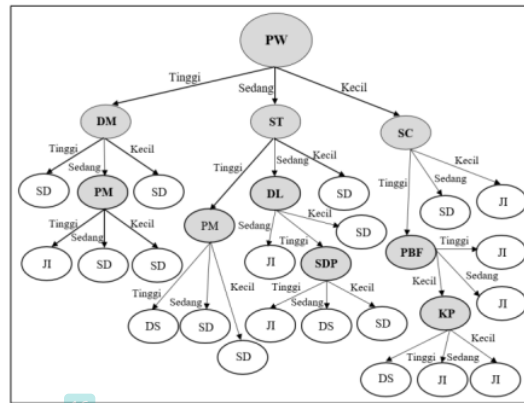 PW
Tinggi Sedang Kecil
DM ST SC
Tinggi Sedang Kecil Tinggi Sedang Kecil Tinggi Sedang Kecil
SD PM SD DL SD SD JI
Tinggi Sedang Kecil PM Sedang Tinggi Kecil SD PBF Tinggi JI
JI SD SD Tinggi Sedang Kecil JI SDP Kecil Sedang JI
DS SD SD Tinggi Sedang Kecil KP
JI DS SD Tinggi Sedang Kecil
DS JI JI